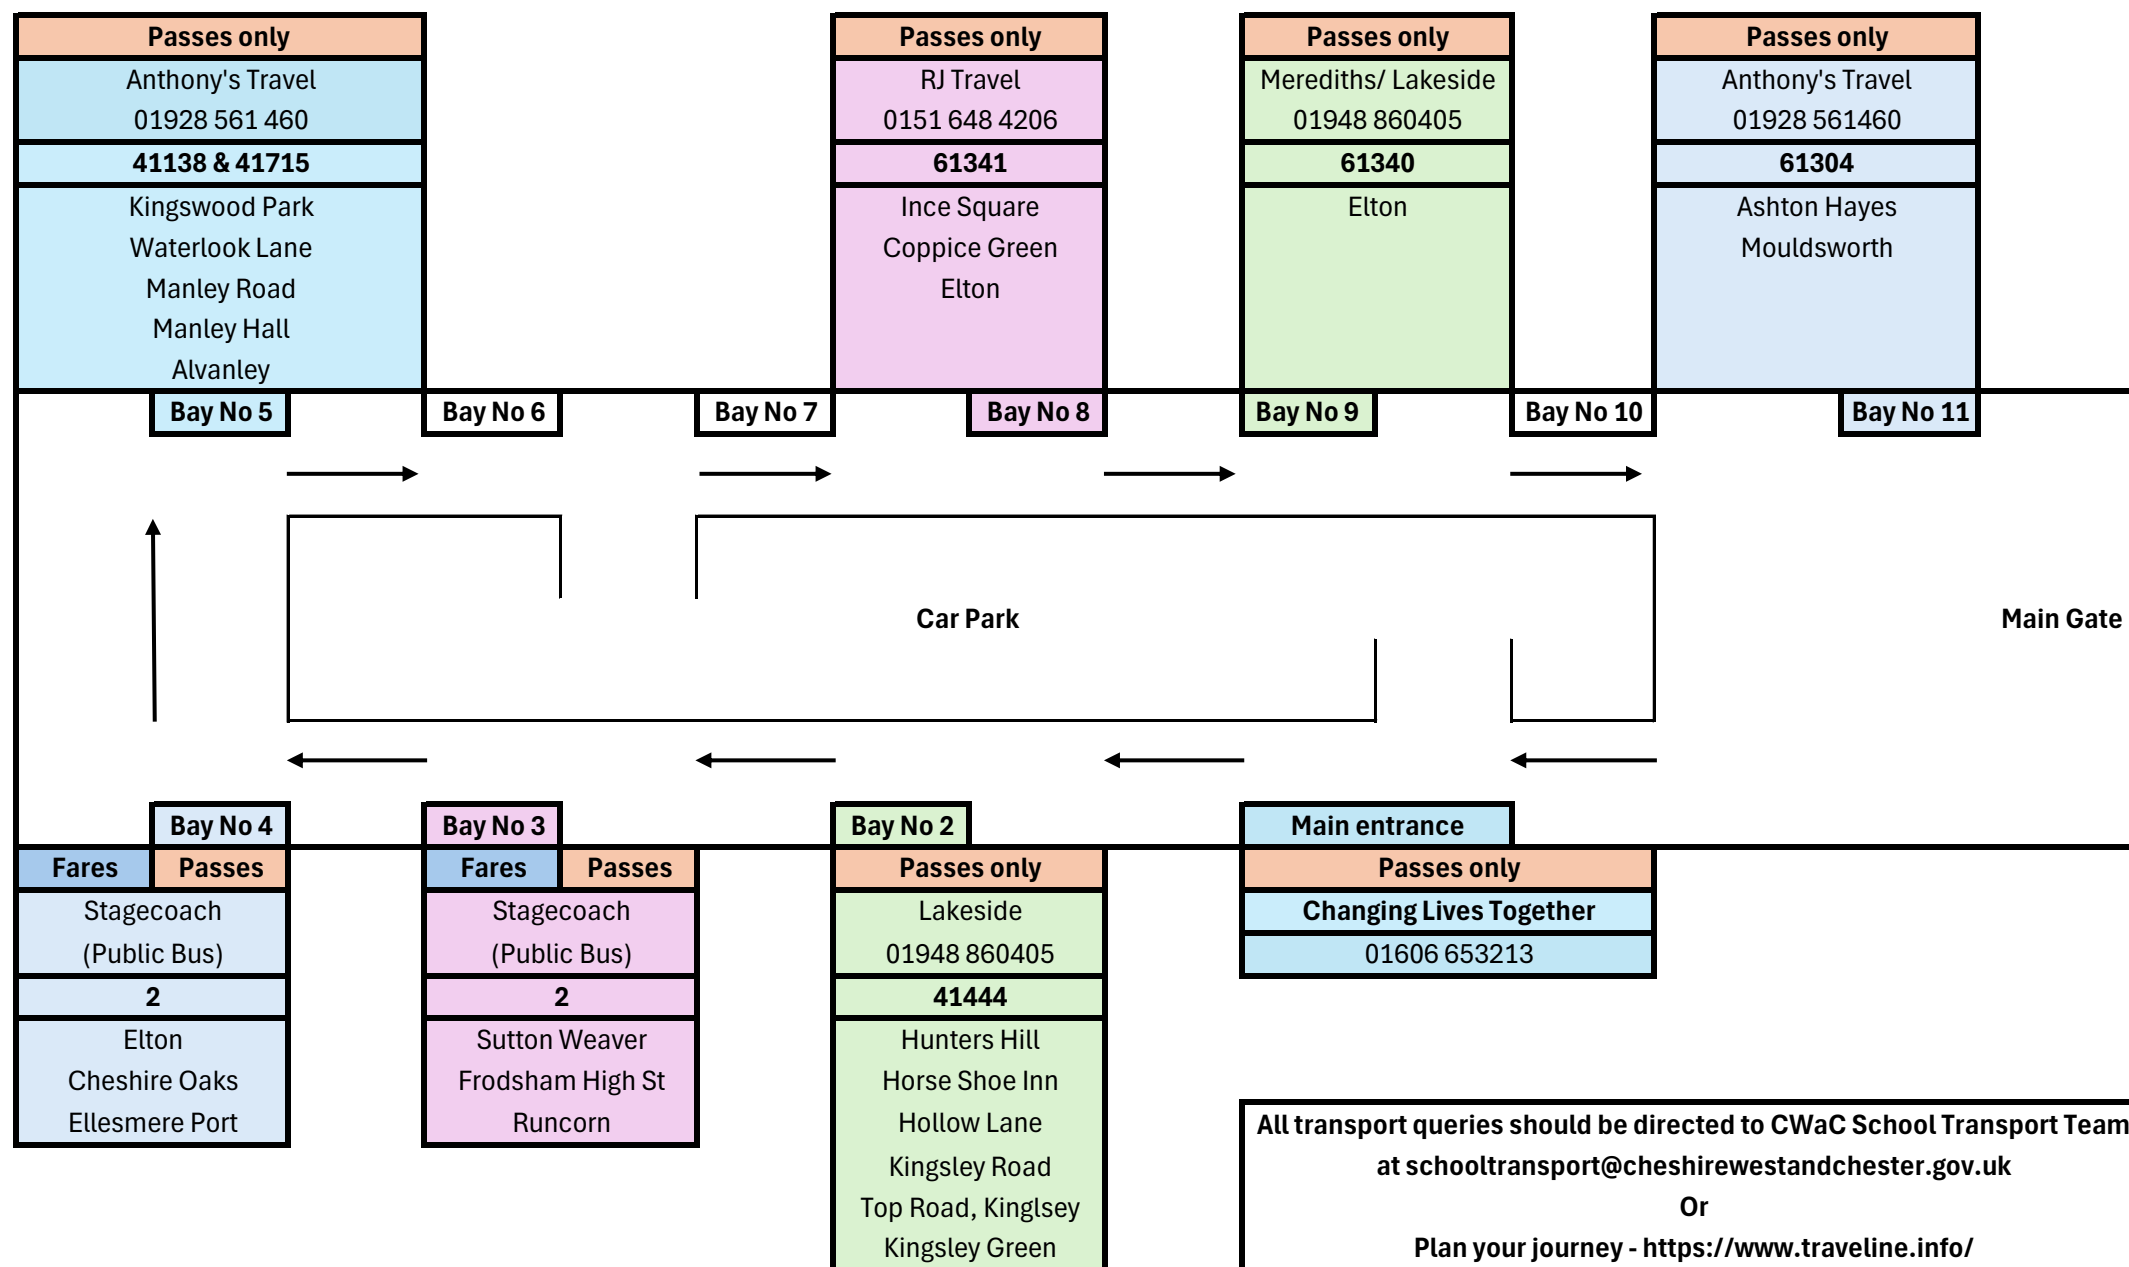 Passes only
Anthony's Travel
01928 561 460
41138 & 41715
Kingswood Park
Waterlook Lane
Manley Road
Manley Hall
Alvanley
Passes only
RJ Travel
0151 648 4206
61341
Ince Square
Coppice Green
Elton
Passes only
Merediths/ Lakeside
01948 860405
61340
Elton
Passes only
Anthony's Travel
01928 561460
61304
Ashton Hayes
Mouldsworth
Bay No 5
Bay No 6
Bay No 7
Bay No 8
Bay No 9
Bay No 10
Bay No 11
Car Park
Main Gate
Bay No 4
Bay No 3
Bay No 2
Main entrance
Fares Passes
Stagecoach
(Public Bus)
2
Elton
Cheshire Oaks
Ellesmere Port
Fares Passes
Stagecoach
(Public Bus)
2
Sutton Weaver
Frodsham High St
Runcorn
Passes only
Lakeside
01948 860405
41444
Hunters Hill
Horse Shoe Inn
Hollow Lane
Kingsley Road
Top Road, Kinglsey
Kingsley Green
Passes only
Changing Lives Together
01606 653213
All transport queries should be directed to CWaC School Transport Team
at schooltransport@cheshirewestandchester.gov.uk
Or
Plan your journey - https://www.traveline.info/